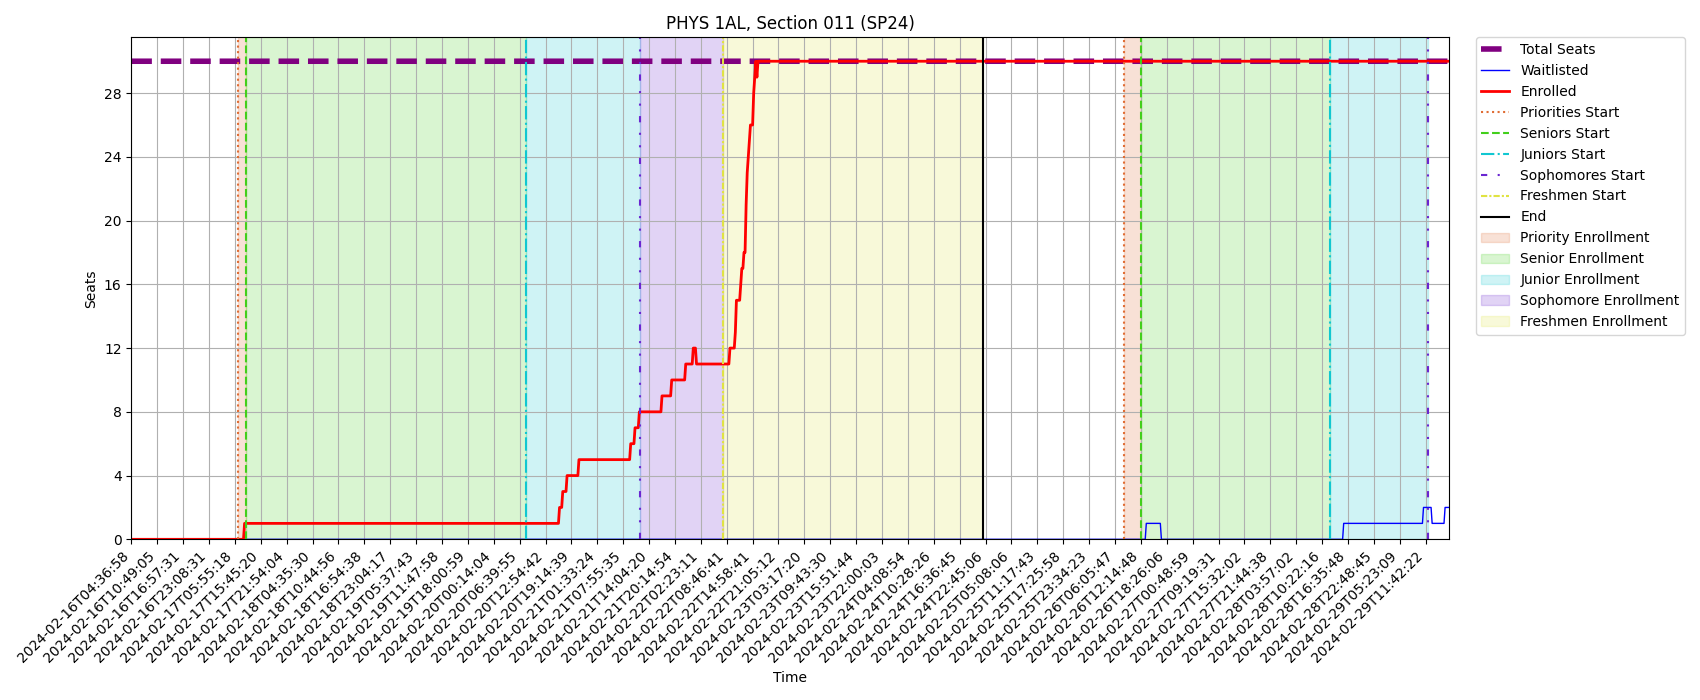 PHYS 1AL, Section 011 (SP24)
Total Seats
Waitlisted
Enrolled
Priorities Start
Seniors Start
Juniors Start
Sophomores Start
Freshmen Start
End
Priority Enrollment
Senior Enrollment
Junior Enrollment
Sophomore Enrollment
Freshmen Enrollment
Seats
28
24
20
16
12
8
4
0
2024-02-16T04:36:58
2024-02-16T10:49:05
2024-02-16T16:57:31
2024-02-16T23:08:31
2024-02-17T05:55:18
2024-02-17T15:45:20
2024-02-17T21:54:04
2024-02-18T04:35:30
2024-02-18T10:44:56
2024-02-18T16:54:38
2024-02-18T23:04:17
2024-02-19T05:37:43
2024-02-19T11:47:58
2024-02-19T18:00:59
2024-02-20T00:14:04
2024-02-20T06:39:55
2024-02-20T12:54:42
2024-02-20T19:14:39
2024-02-21T01:33:24
2024-02-21T07:55:35
2024-02-21T14:04:20
2024-02-21T20:14:54
2024-02-22T02:23:11
2024-02-22T08:46:41
2024-02-22T14:58:41
2024-02-22T21:05:12
2024-02-23T03:17:20
2024-02-23T09:43:30
2024-02-23T15:51:44
2024-02-23T22:00:03
2024-02-24T04:08:54
2024-02-24T10:28:26
2024-02-24T16:36:45
2024-02-24T22:45:06
2024-02-25T05:08:06
2024-02-25T11:17:43
2024-02-25T17:25:58
2024-02-25T23:34:23
2024-02-26T06:05:47
2024-02-26T12:14:48
2024-02-26T18:26:06
2024-02-27T00:48:59
2024-02-27T09:19:31
2024-02-27T15:32:02
2024-02-27T21:44:38
2024-02-28T03:57:02
2024-02-28T10:22:16
2024-02-28T16:35:48
2024-02-28T22:48:45
2024-02-29T05:23:09
2024-02-29T11:42:22
Time